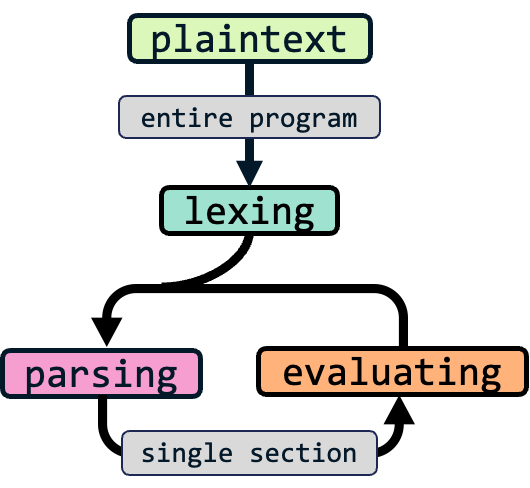 plaintext
entire program
lexing
parsing
evaluating
single section